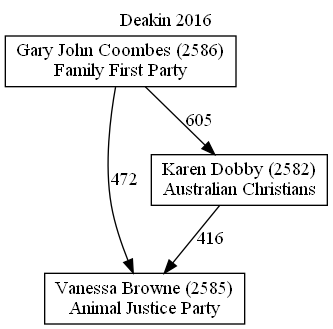 Deakin 2016
Gary John Coombes (2586)
Family First Party
605
472
Karen Dobby (2582)
Australian Christians
416
Vanessa Browne (2585)
Animal Justice Party